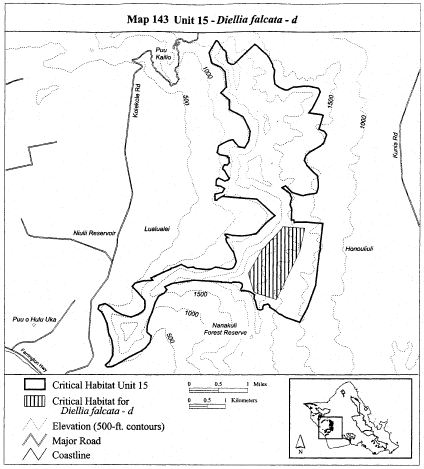 Map 143 Unit 15 - Diellia falcata - d
Puu
Kailio
1000
500
1500
1000
Kolekole Rd
Kunia Rd
Niulii Reservoir
Lualualei
Honouliuli
1500
1000
Puu o Hulu Uka
Nanakuli
Forest Reserve
500
Farrington Hwy
Critical Habitat Unit 15
Critical Habitat for
Diellia falcata - d
Elevation (500-ft. contours)
Major Road
Coastline
0 0.5 1 Miles
0 0.5 1 Kilometers
N